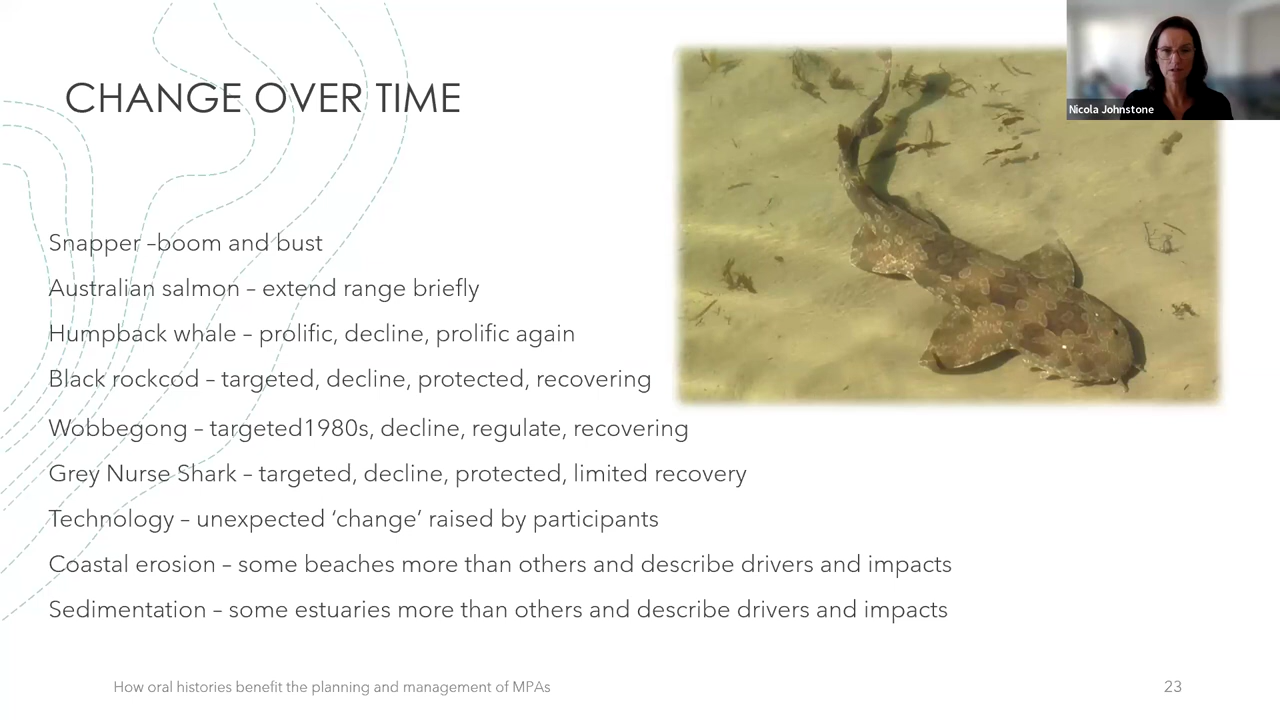 CHANGE OVER TIME
Nicola Johnstone
Snapper –boom and bust
Australian salmon – extend range briefly
Humpback whale – prolific, decline, prolific again
Black rockcod – targeted, decline, protected, recovering
Wobbegong – targeted1980s, decline, regulate, recovering
Grey Nurse Shark – targeted, decline, protected, limited recovery
Technology – unexpected ‘change’ raised by participants
Coastal erosion – some beaches more than others and describe drivers and impacts
Sedimentation – some estuaries more than others and describe drivers and impacts
How oral histories benefit the planning and management of MPAs
23